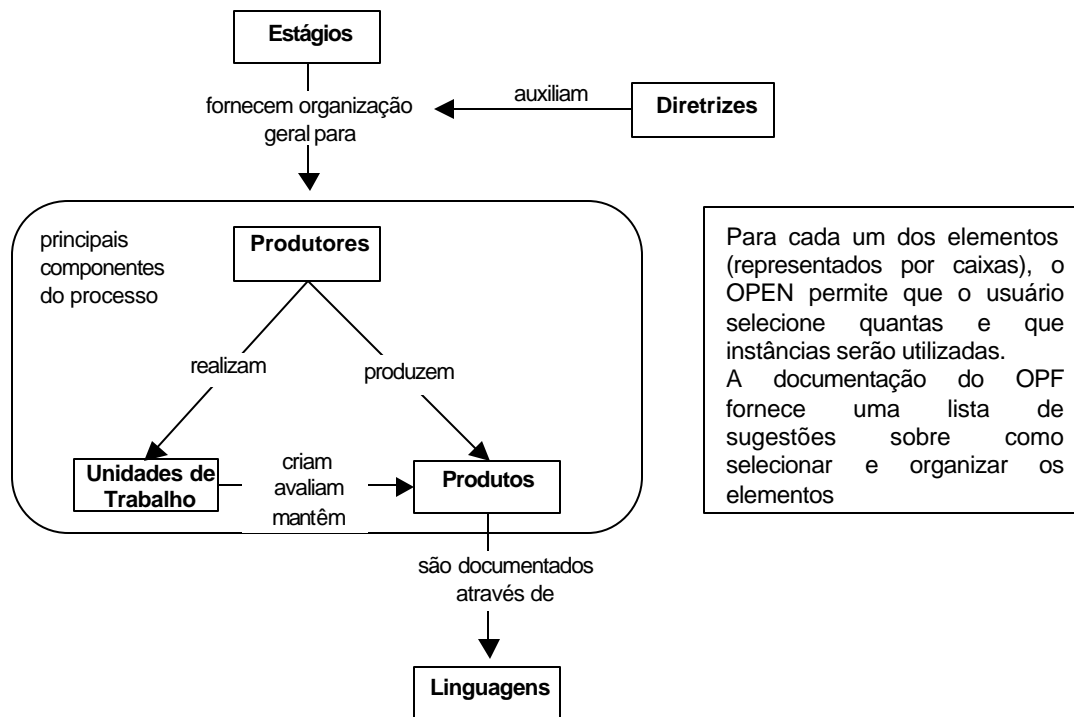 Estágios
fornecem organização
geral para
auxiliam
Diretrizes
principais
componentes
do processo
Produtores
realizam
produzem
Unidades de
Trabalho
criam
avaliam
mantêm
Produtos
são documentados
através de
Linguagens
Para cada um dos elementos
(representados por caixas), o
OPEN permite que o usuário
selecione quantas e que
instâncias serão utilizadas.
A documentação do OPF
fornece uma lista de
sugestões sobre como
selecionar e organizar os
elementos